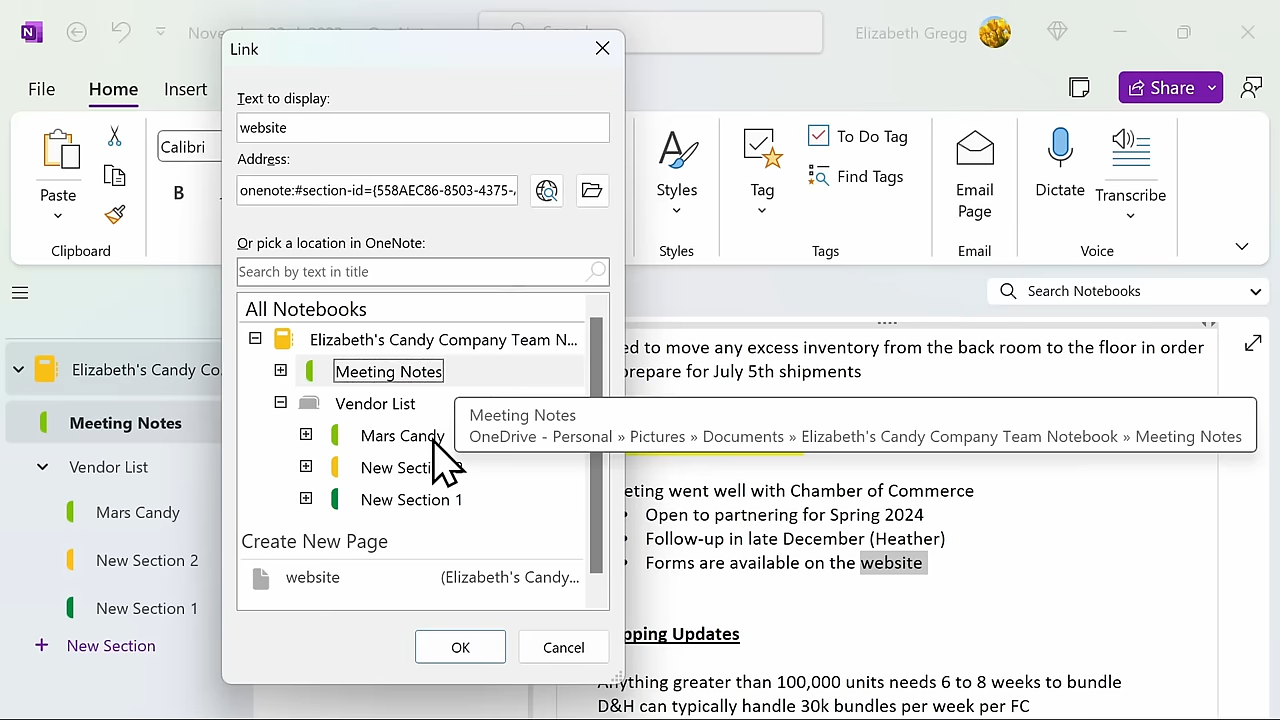 Elizabeth Gregg
Link
File
Home
Insert
Share
Text to display:
website
Address:
onenote:#section-id={558AEC86-8503-4375-
Or pick a location in OneNote:
Search by text in title
All Notebooks
Elizabeth's Candy Company Team N...
Meeting Notes
Vendor List
Mars Candy
New Section 1
Create New Page
website
(Elizabeth's Candy...
OK
Cancel
Paste
Clipboard
Calibri
B
Styles
Styles
Tag
To Do Tag
Find Tags
Tags
Email
Page
Email
Dictate
Transcribe
Voice
Search Notebooks
Elizabeth's Candy Co
Meeting Notes
Vendor List
Mars Candy
New Section 2
New Section 1
New Section
Meeting Notes
OneDrive - Personal » Pictures » Documents » Elizabeth's Candy Company Team Notebook » Meeting Notes
to move any excess inventory from the back room to the floor in order
for July 5th shipments
went well with Chamber of Commerce
Open to partnering for Spring 2024
• Follow-up in late December (Heather)
• Forms are available on the website
Updates
Anything greater than 100,000 units needs 6 to 8 weeks to bundle
D&H can typically handle 30k bundles per week per FC